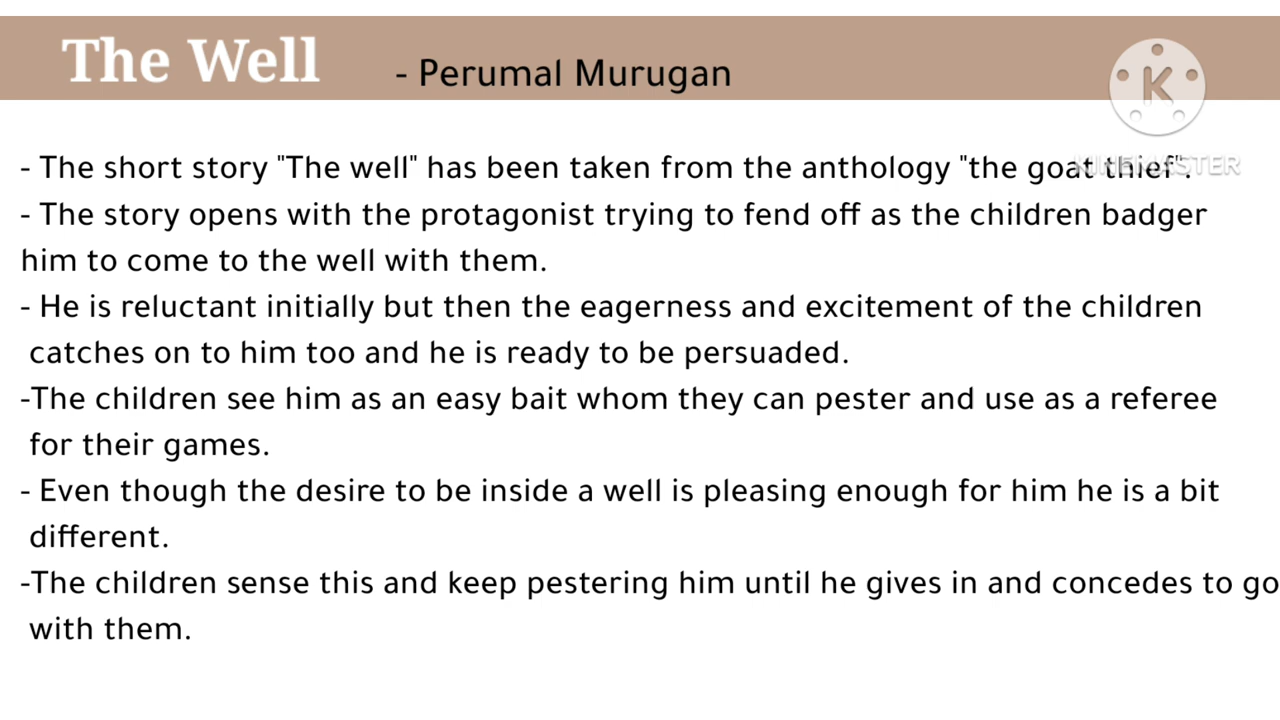 The Well - Perumal Murugan
K
KINEMASTER
- The short story "The well" has been taken from the anthology "the goat thief".
- The story opens with the protagonist trying to fend off as the children badger
him to come to the well with them.
- He is reluctant initially but then the eagerness and excitement of the children
catches on to him too and he is ready to be persuaded.
-The children see him as an easy bait whom they can pester and use as a referee
for their games.
- Even though the desire to be inside a well is pleasing enough for him he is a bit
different.
-The children sense this and keep pestering him until he gives in and concedes to go
with them.